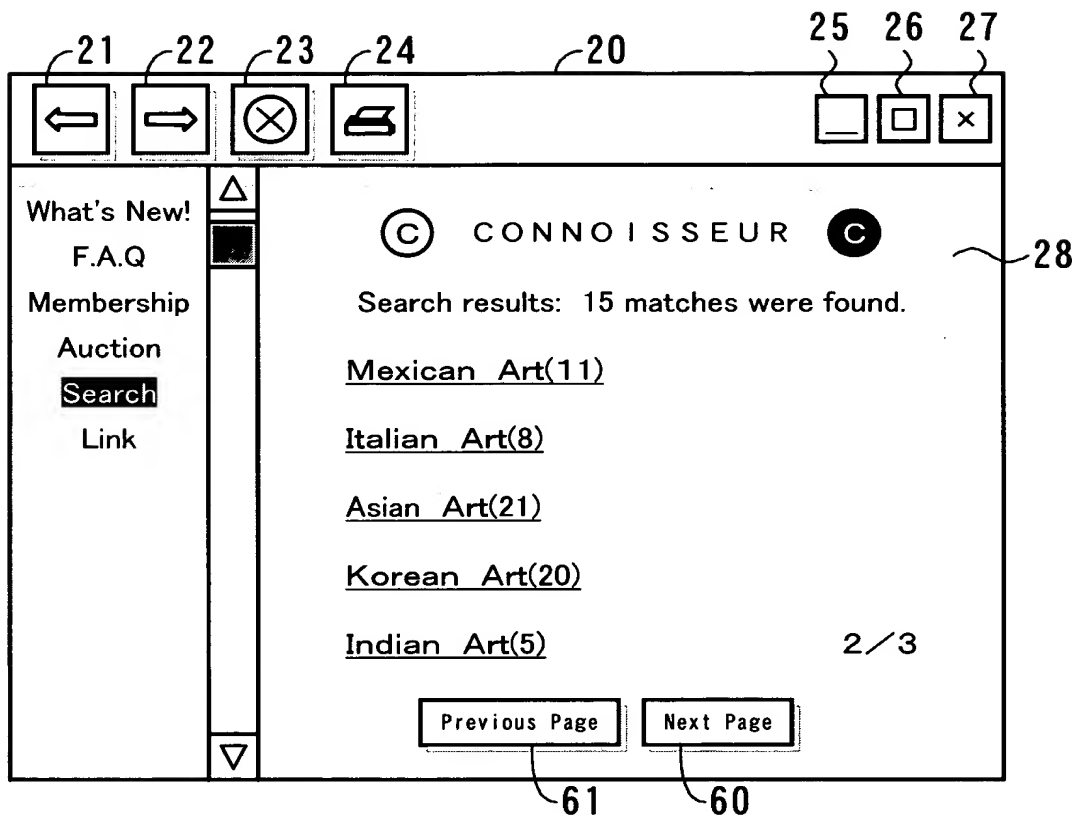 21 22 23 24 20 25 26 27
What's New!
F.A.Q
Membership
Auction
Search
Link
C CONNOISSEUR C
28
Search results: 15 matches were found.
Mexican Art(11)
Italian Art(8)
Asian Art(21)
Korean Art(20)
Indian Art(5) 2/3
Previous Page Next Page
61 60